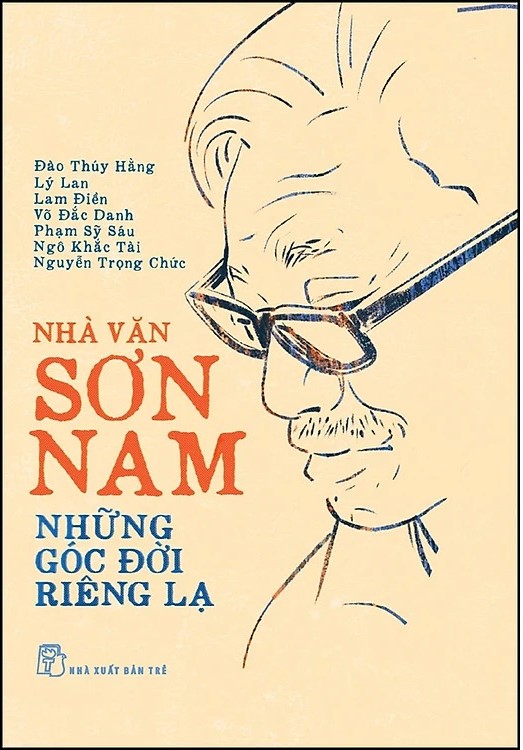 Đào Thúy Hằng
Lý Lan
Lam Điền
Võ Đắc Danh
Phạm Sỹ Sáu
Ngô Khắc Tài
Nguyễn Trọng Chức
NHÀ VĂN
SƠN
NAM
NHỮNG
GÓC ĐỜI
RIÊNG LẠ
T
NHÀ XUẤT BẢN TRẺ